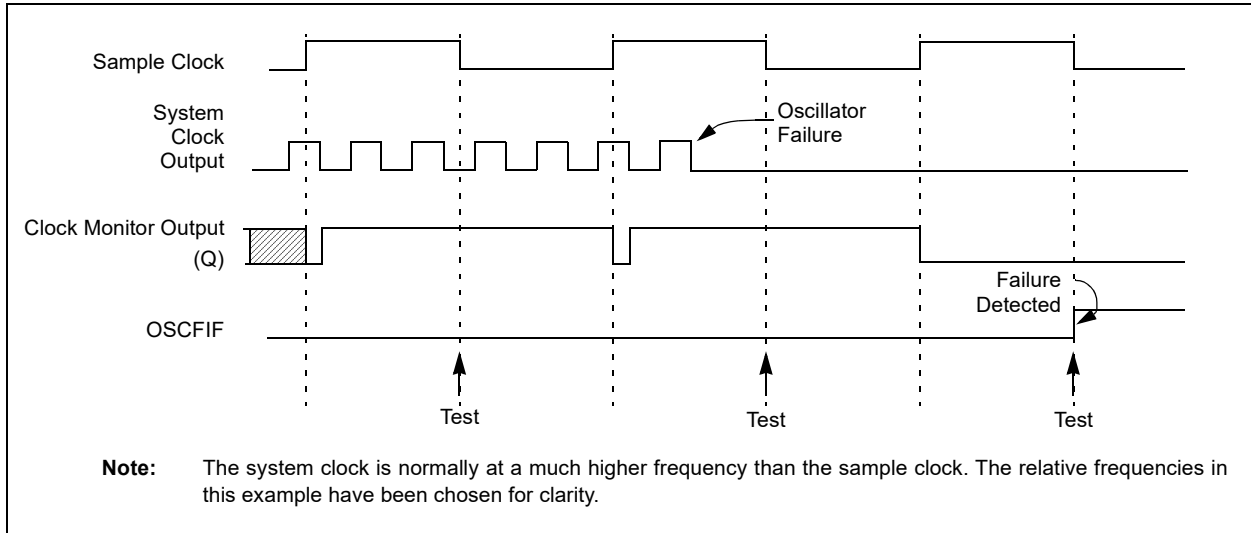 Sample Clock
System
Clock
Output
Oscillator
Failure
Clock Monitor Output
(Q)
Failure
Detected
OSCFIF
Test
Test
Test
Note: The system clock is normally at a much higher frequency than the sample clock. The relative frequencies in
this example have been chosen for clarity.